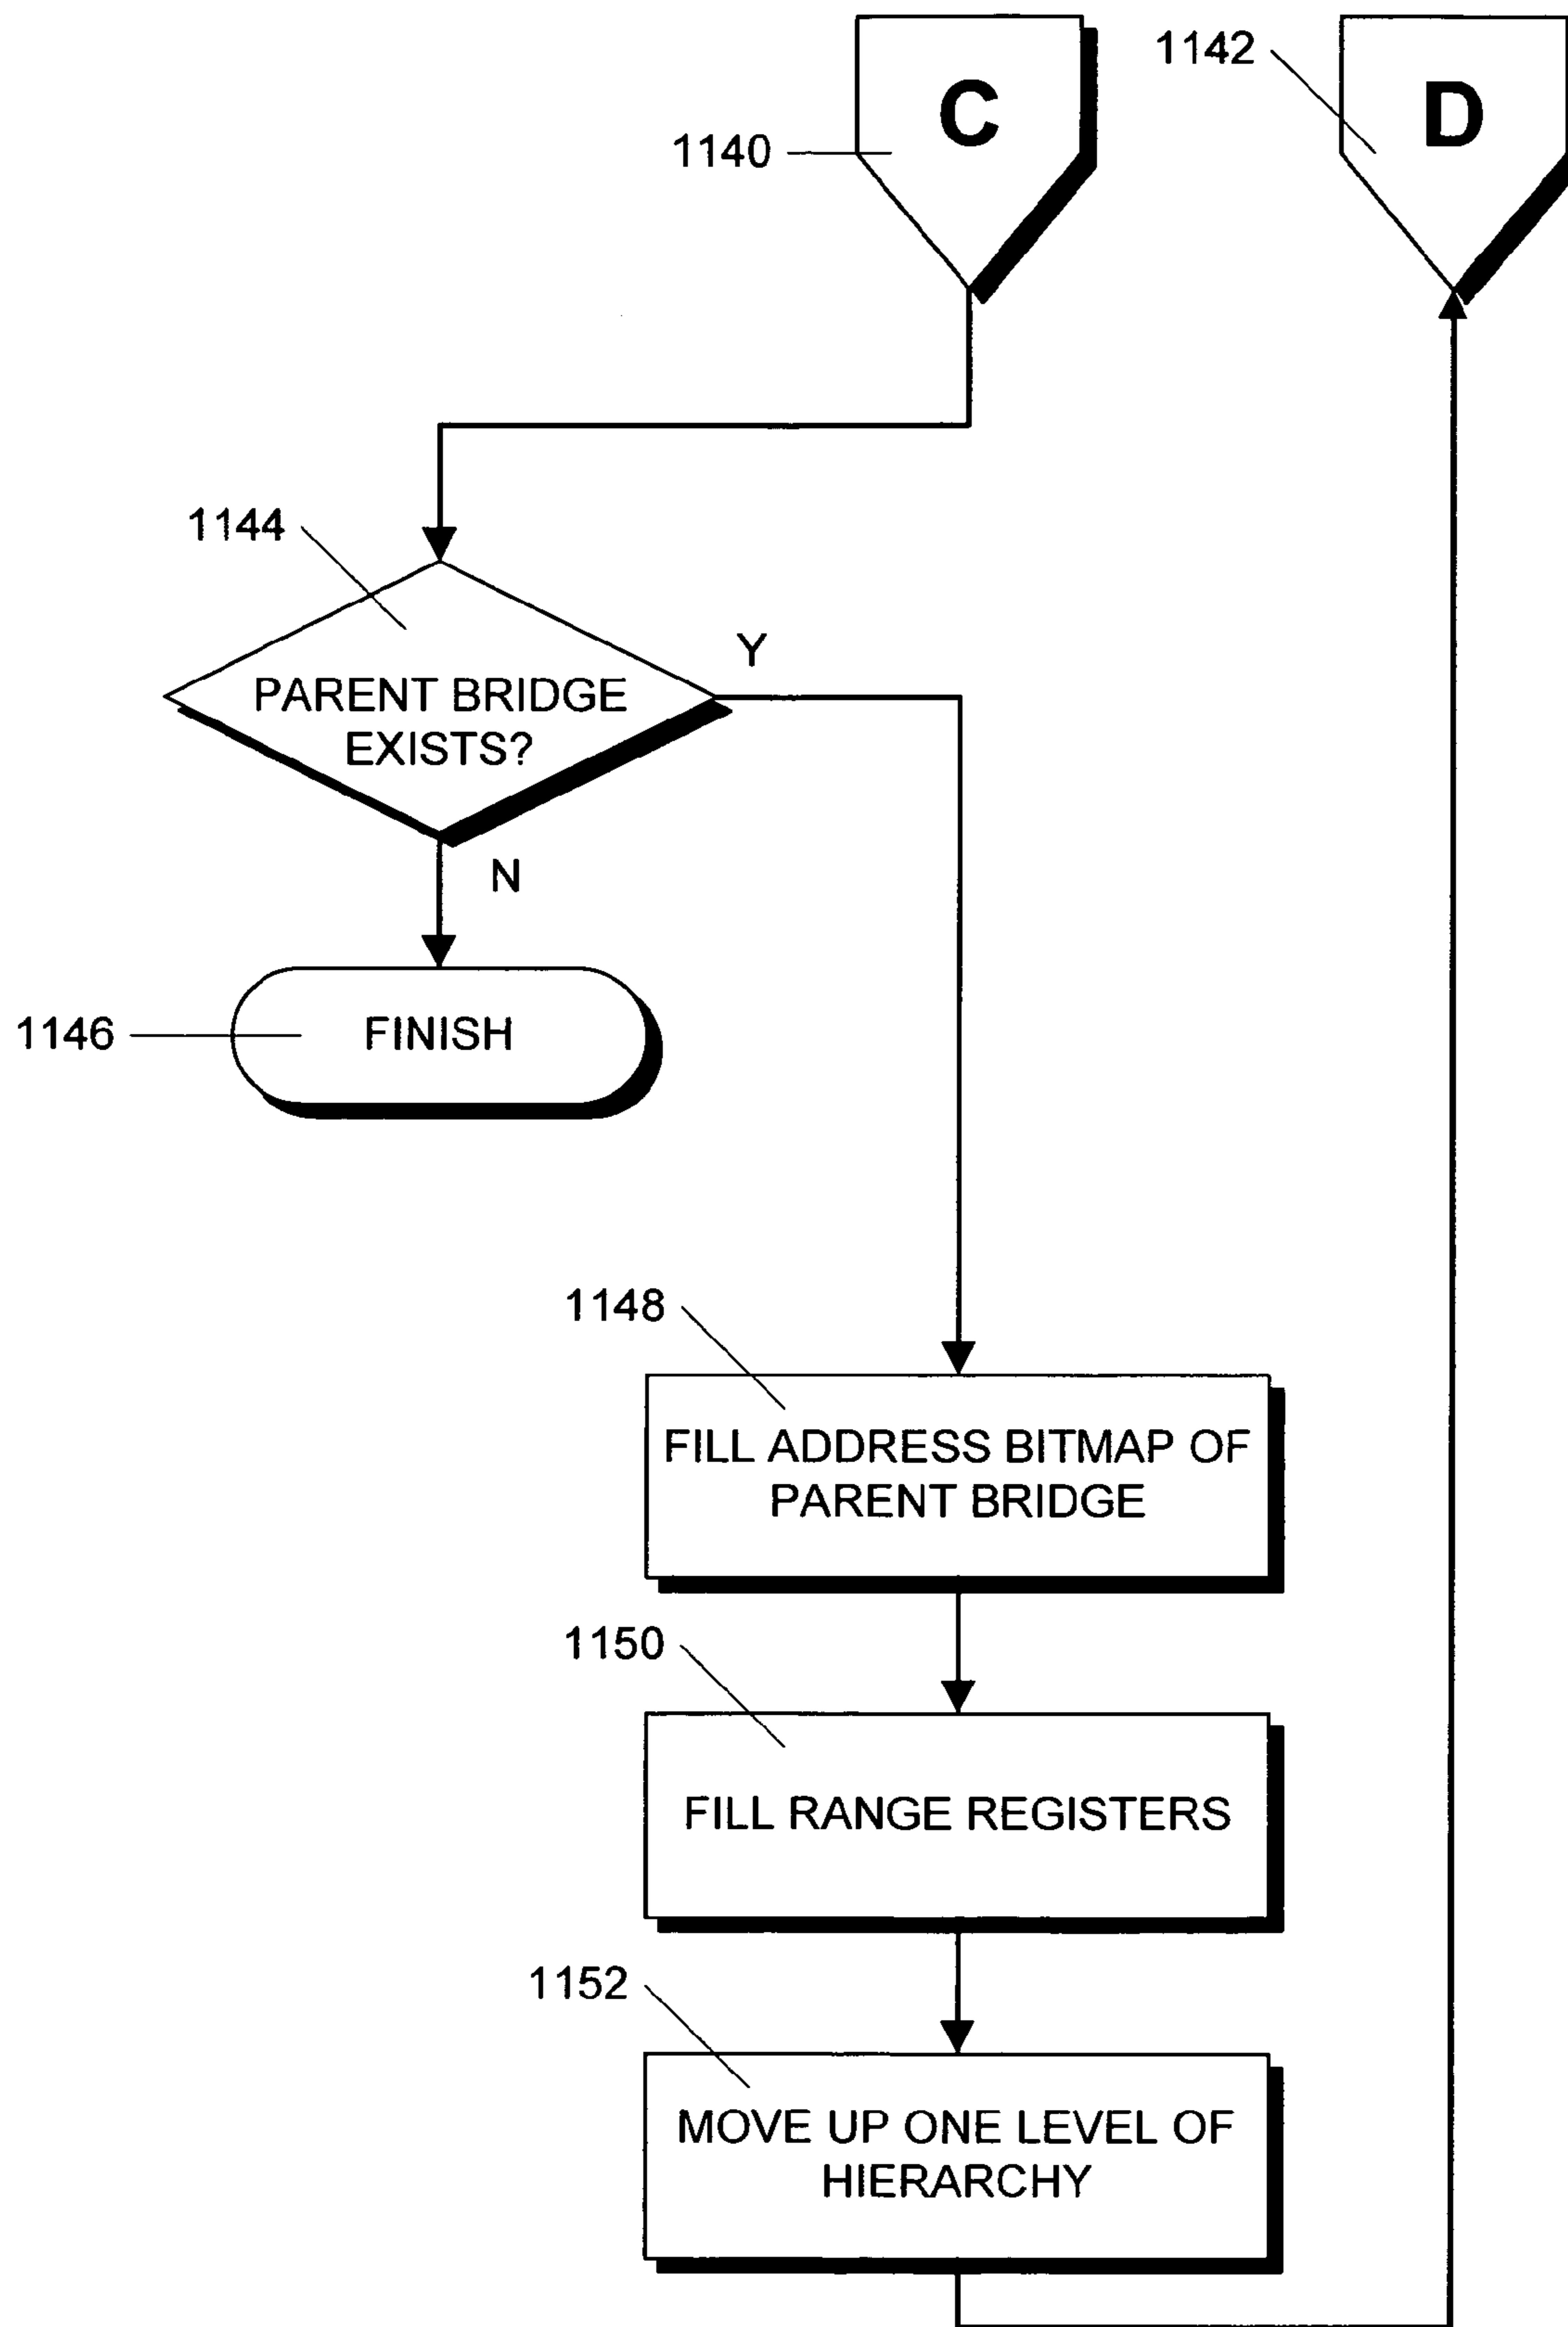 C
1142
D
1140
1144
Y
PARENT BRIDGE
EXISTS?
N
1146
FINISH
1148
FILL ADDRESS BITMAP OF
PARENT BRIDGE
1150
FILL RANGE REGISTERS
1152
MOVE UP ONE LEVEL OF
HIERARCHY